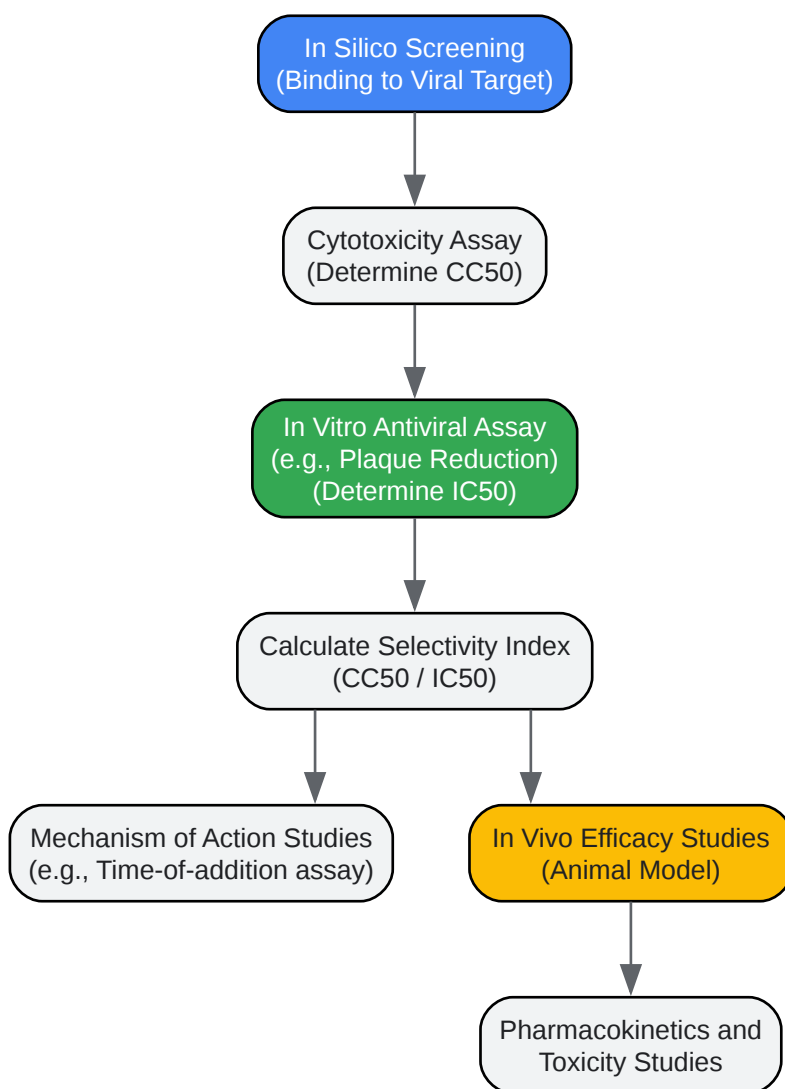 In Silico Screening
(Binding to Viral Target)
Cytotoxicity Assay
(Determine CC50)
In Vitro Antiviral Assay
(e.g., Plaque Reduction)
(Determine IC50)
Calculate Selectivity Index
(CC50 / IC50)
Mechanism of Action Studies
(e.g., Time-of-addition assay)
In Vivo Efficacy Studies
(Animal Model)
Pharmacokinetics and
Toxicity Studies